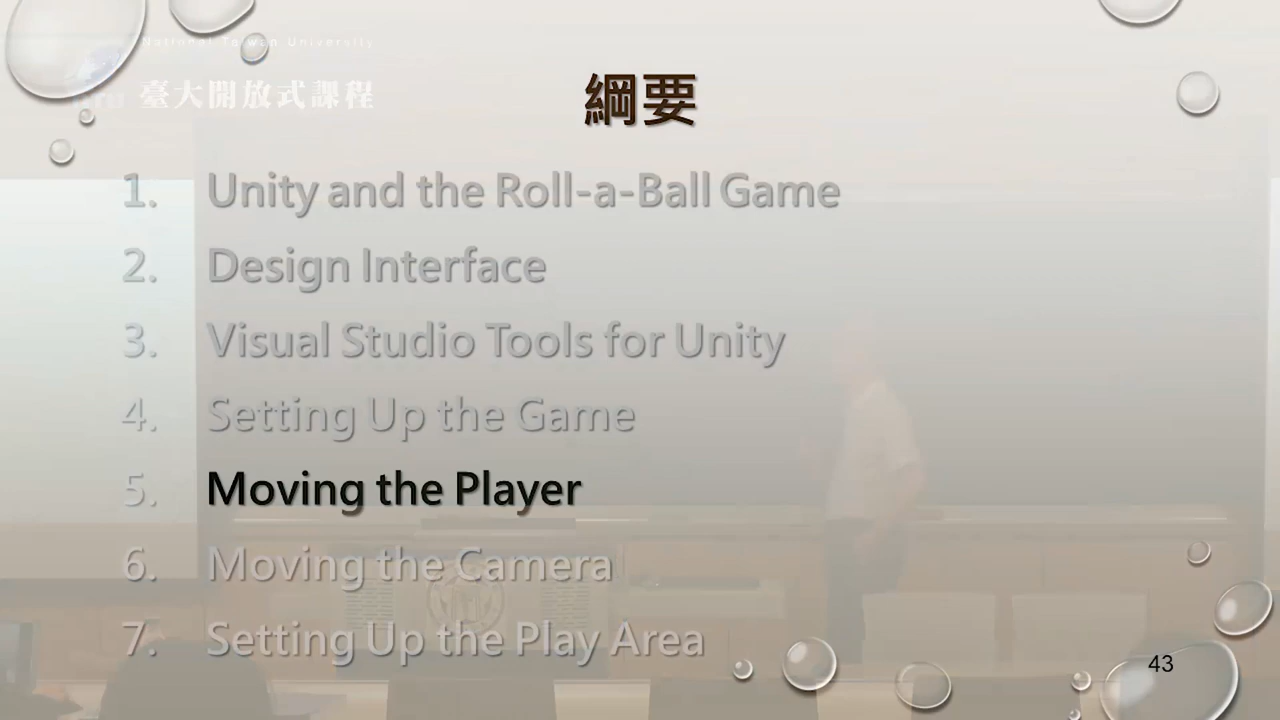 National Taiwan University
臺大開放式課程
綱要
1. Unity and the Roll-a-Ball Game
2. Design Interface
3. Visual Studio Tools for Unity
4. Setting Up the Game
5. Moving the Player
6. Moving the Camera
7. Setting Up the Play Area
43